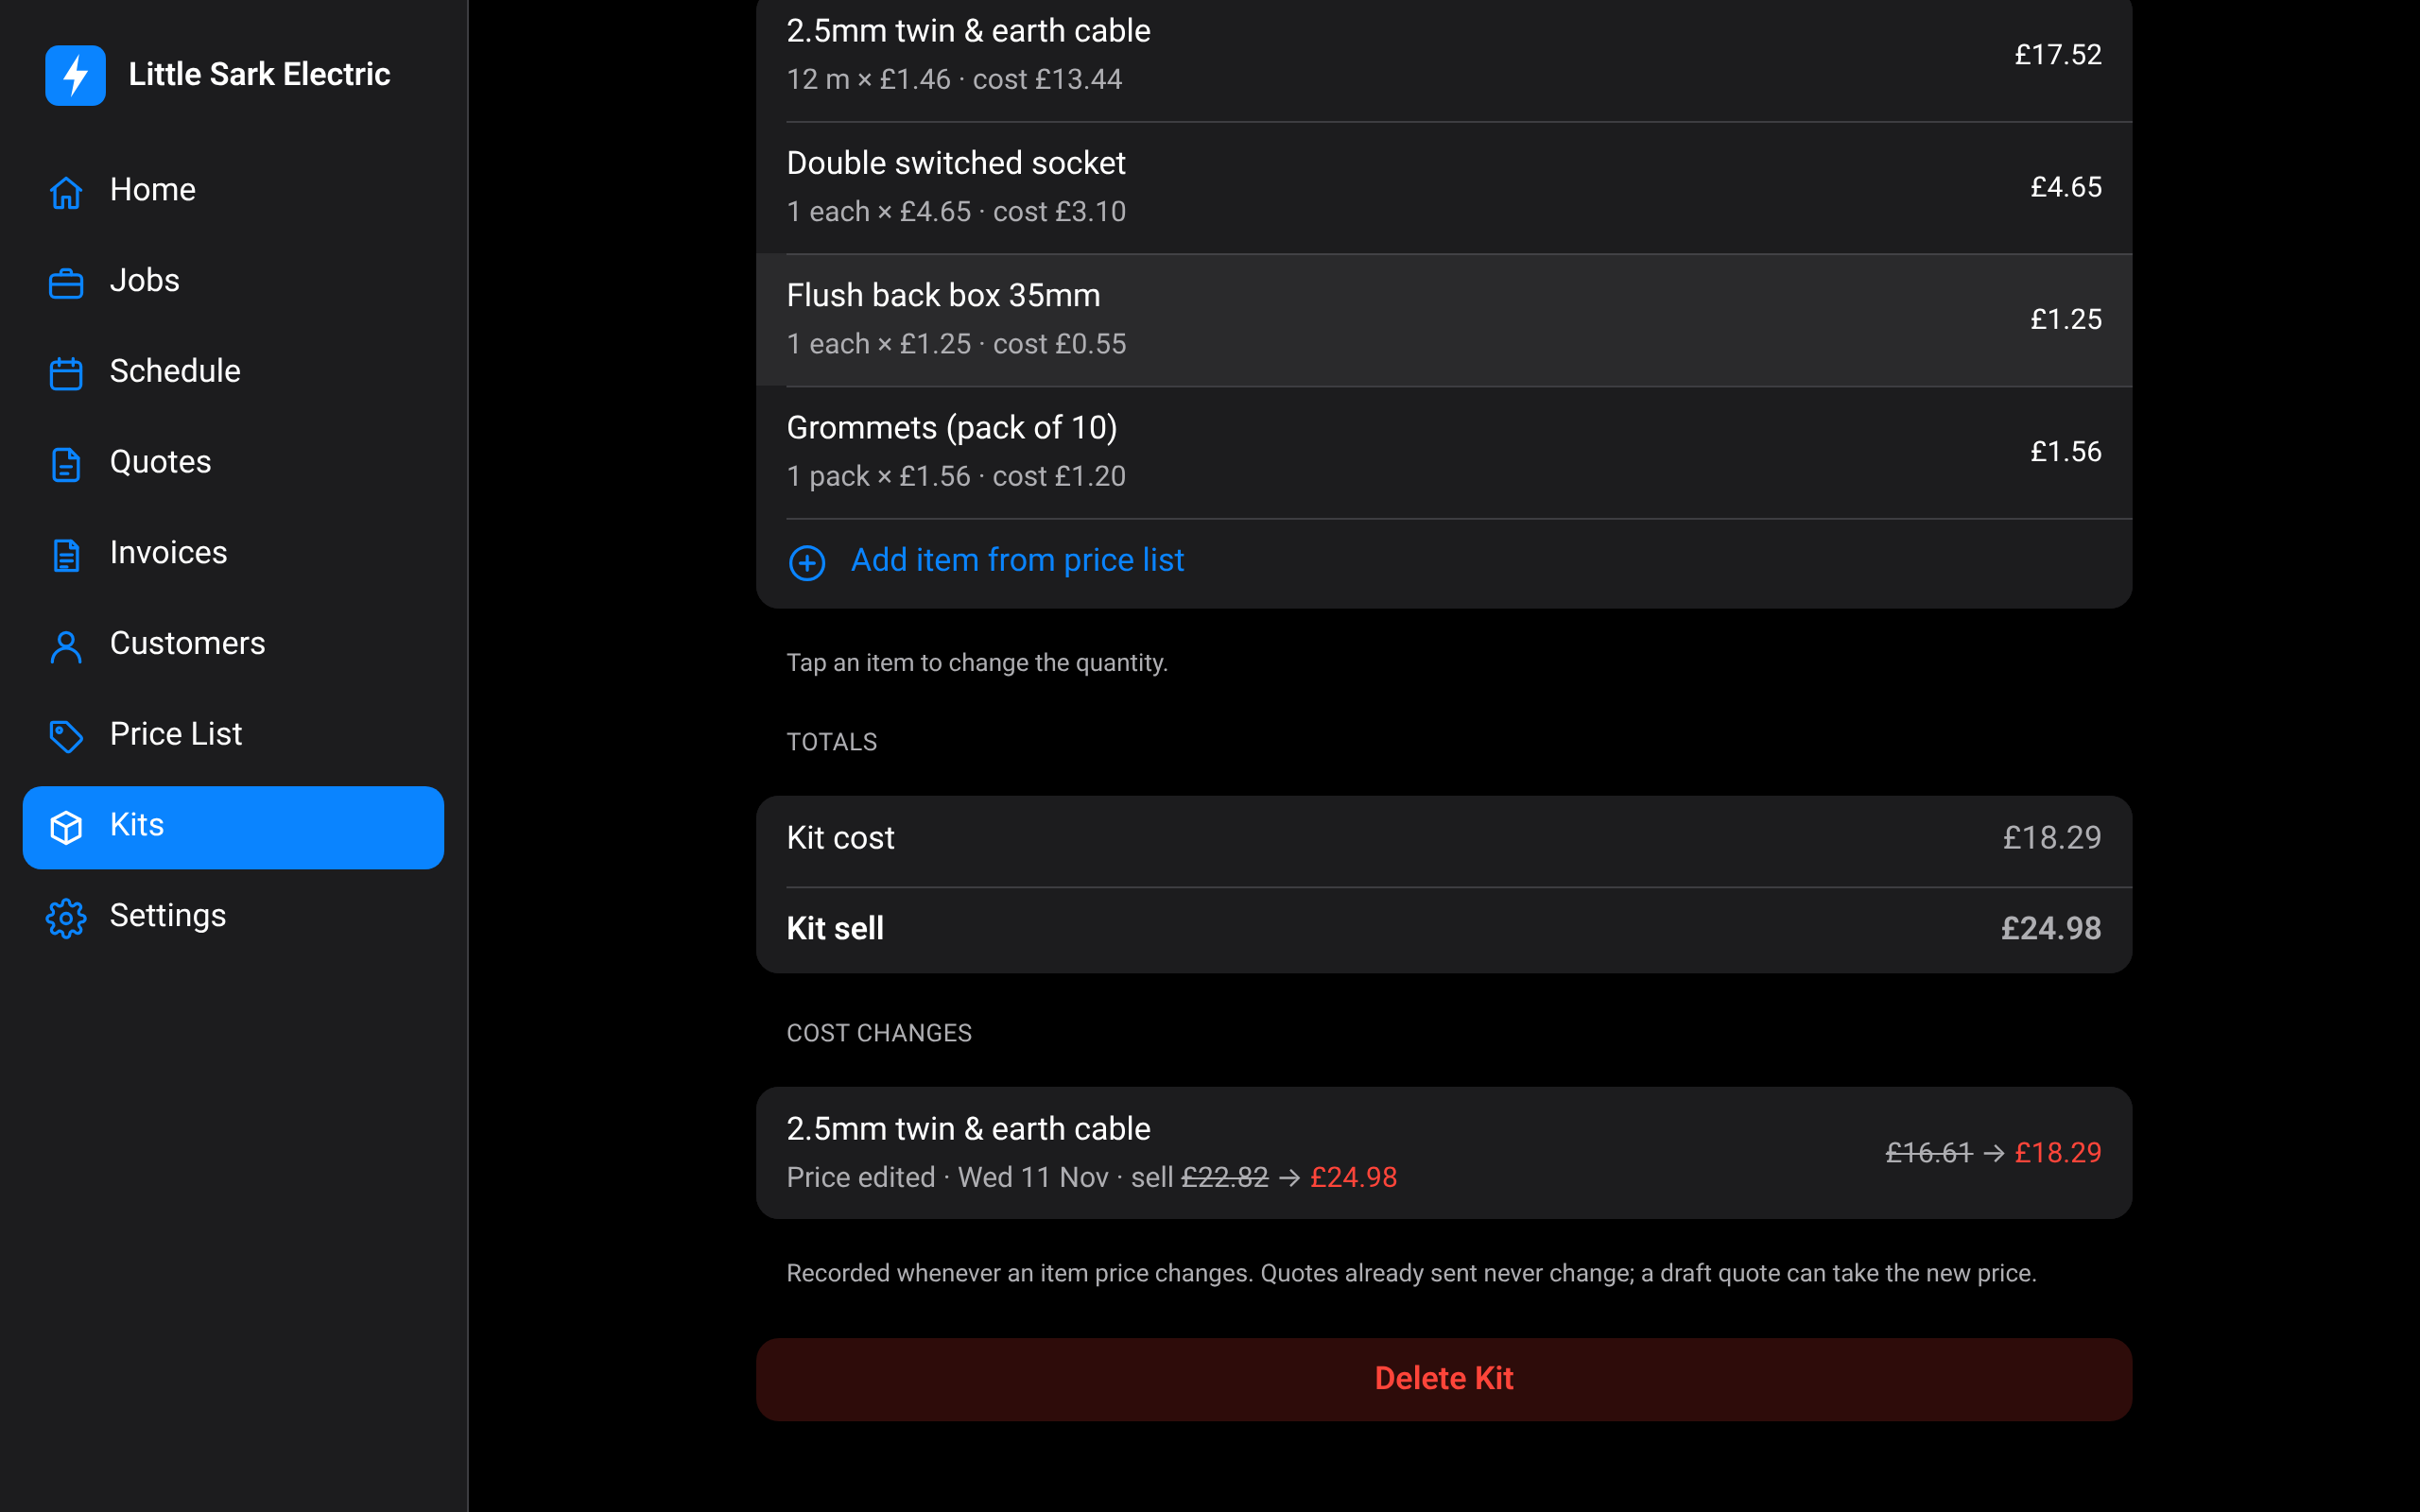 Little Sark Electric
Home
Jobs
Schedule
Quotes
Invoices
Customers
Price List
Kits
Settings
2.5mm twin & earth cable
12 m × £1.46 · cost £13.44
£17.52
Double switched socket
1 each × £4.65 · cost £3.10
£4.65
Flush back box 35mm
1 each × £1.25 · cost £0.55
£1.25
Grommets (pack of 10)
1 pack × £1.56 · cost £1.20
£1.56
Add item from price list
Tap an item to change the quantity.
TOTALS
Kit cost
£18.29
Kit sell
£24.98
COST CHANGES
2.5mm twin & earth cable
Price edited · Wed 11 Nov · sell £22.82 → £24.98
£16.61 → £18.29
Recorded whenever an item price changes. Quotes already sent never change; a draft quote can take the new price.
Delete Kit